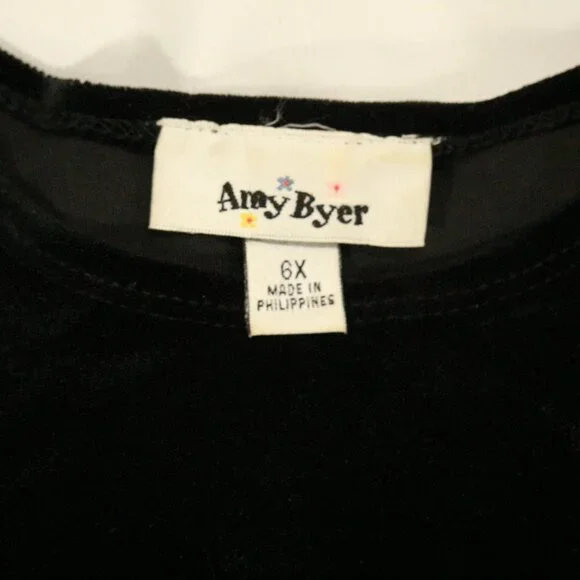 Amy Byer
6X
MADE IN
PHILIPPINES